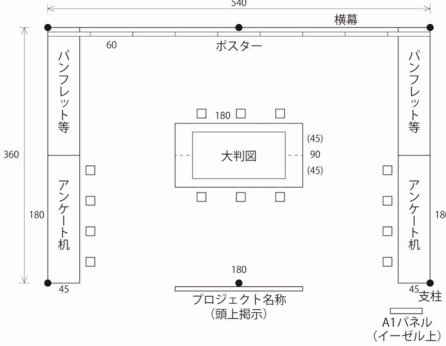 540
横幕
60
ポスター
パンフレット等
パンフレット等
180
(45)
大判図
90
(45)
360
アンケート机
アンケート机
180
180
180
45
45
支柱
プロジェクト名称
(頭上掲示)
A1パネル
(イーゼル上)